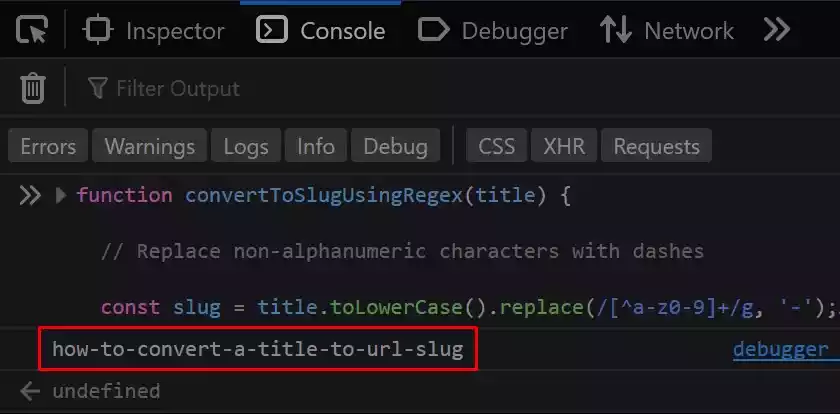 Inspector Console Debugger Network
Filter Output
Errors Warnings Logs Info Debug CSS XHR Requests
function convertToSlugUsingRegex(title) {
// Replace non-alphanumeric characters with dashes
const slug = title.toLowerCase().replace(/[^a-z0-9]+/g, '-');
how-to-convert-a-title-to-url-slug debugger
undefined